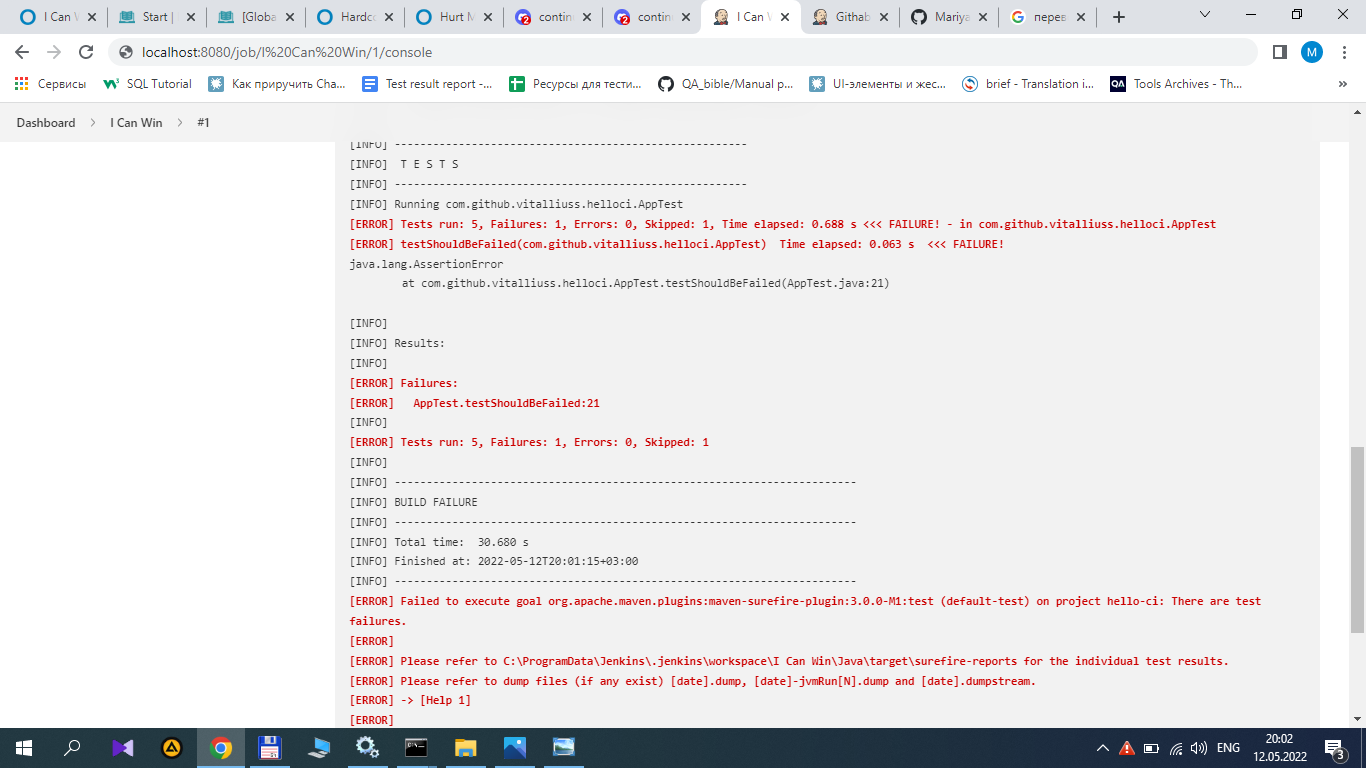 I Can W
Start |
[Globa
Hardco
Hurt M
contin
contin
I Can W
Githab
Mariya
перев
localhost:8080/job/I%20Can%20Win/1/console
M
Сервисы
SQL Tutorial
Как приручить Cha...
Test result report -...
Ресурсы для тести...
QA_bible/Manual p...
UI-элементы и жес...
brief - Translation i...
QA
Tools Archives - Th...
»
Dashboard
I Can Win
#1
[INFO] -------------------------------------------------------
[INFO]  T E S T S
[INFO] -------------------------------------------------------
[INFO] Running com.github.vitalliuss.helloci.AppTest
[ERROR] Tests run: 5, Failures: 1, Errors: 0, Skipped: 1, Time elapsed: 0.688 s <<< FAILURE! - in com.github.vitalliuss.helloci.AppTest
[ERROR] testShouldBeFailed(com.github.vitalliuss.helloci.AppTest)  Time elapsed: 0.063 s  <<< FAILURE!
java.lang.AssertionError
at com.github.vitalliuss.helloci.AppTest.testShouldBeFailed(AppTest.java:21)
[INFO]
[INFO] Results:
[INFO]
[ERROR] Failures:
[ERROR]   AppTest.testShouldBeFailed:21
[INFO]
[ERROR] Tests run: 5, Failures: 1, Errors: 0, Skipped: 1
[INFO]
[INFO] ------------------------------------------------------------------------
[INFO] BUILD FAILURE
[INFO] ------------------------------------------------------------------------
[INFO] Total time:  30.680 s
[INFO] Finished at: 2022-05-12T20:01:15+03:00
[INFO] ------------------------------------------------------------------------
[ERROR] Failed to execute goal org.apache.maven.plugins:maven-surefire-plugin:3.0.0-M1:test (default-test) on project hello-ci: There are test
failures.
[ERROR]
[ERROR] Please refer to C:\ProgramData\Jenkins\.jenkins\workspace\I Can Win\Java\target\surefire-reports for the individual test results.
[ERROR] Please refer to dump files (if any exist) [date].dump, [date]-jvmRun[N].dump and [date].dumpstream.
[ERROR] -> [Help 1]
[ERROR]
ENG
20:02
12.05.2022
3